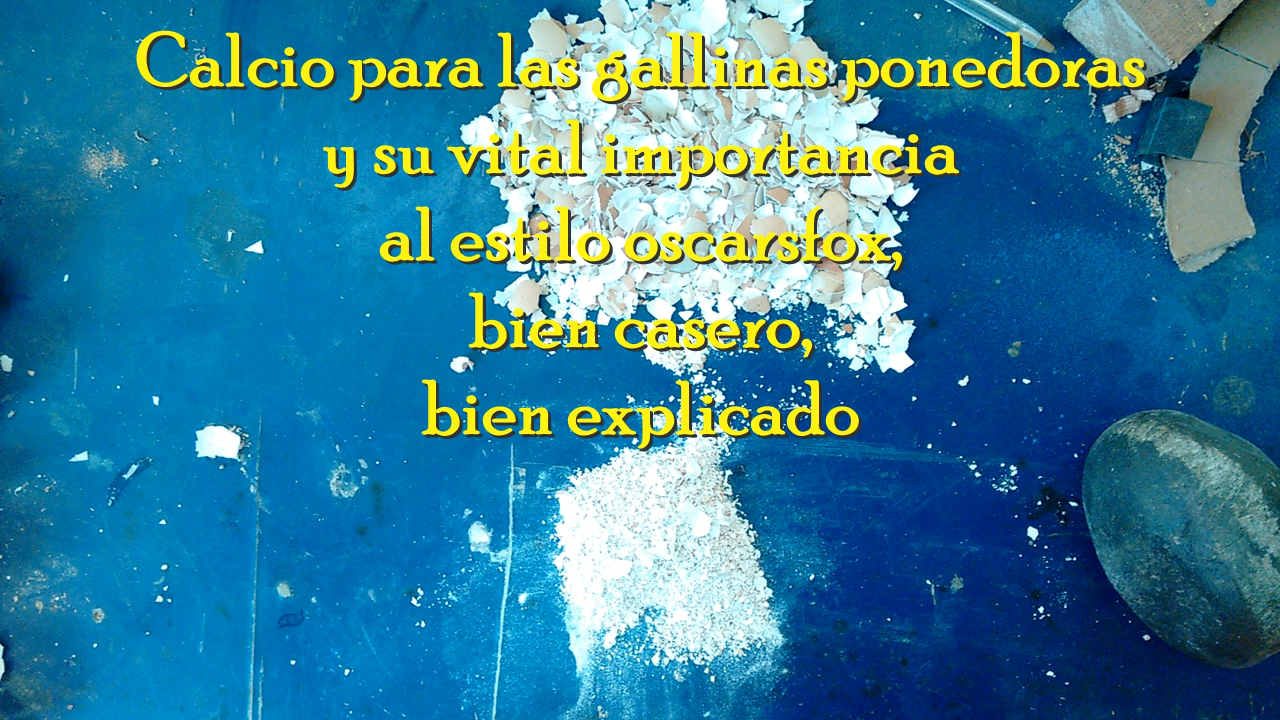 Calcio para las gallinas ponedoras
y su vital importancia
al estilo oscarsfox,
bien casero,
bien explicado